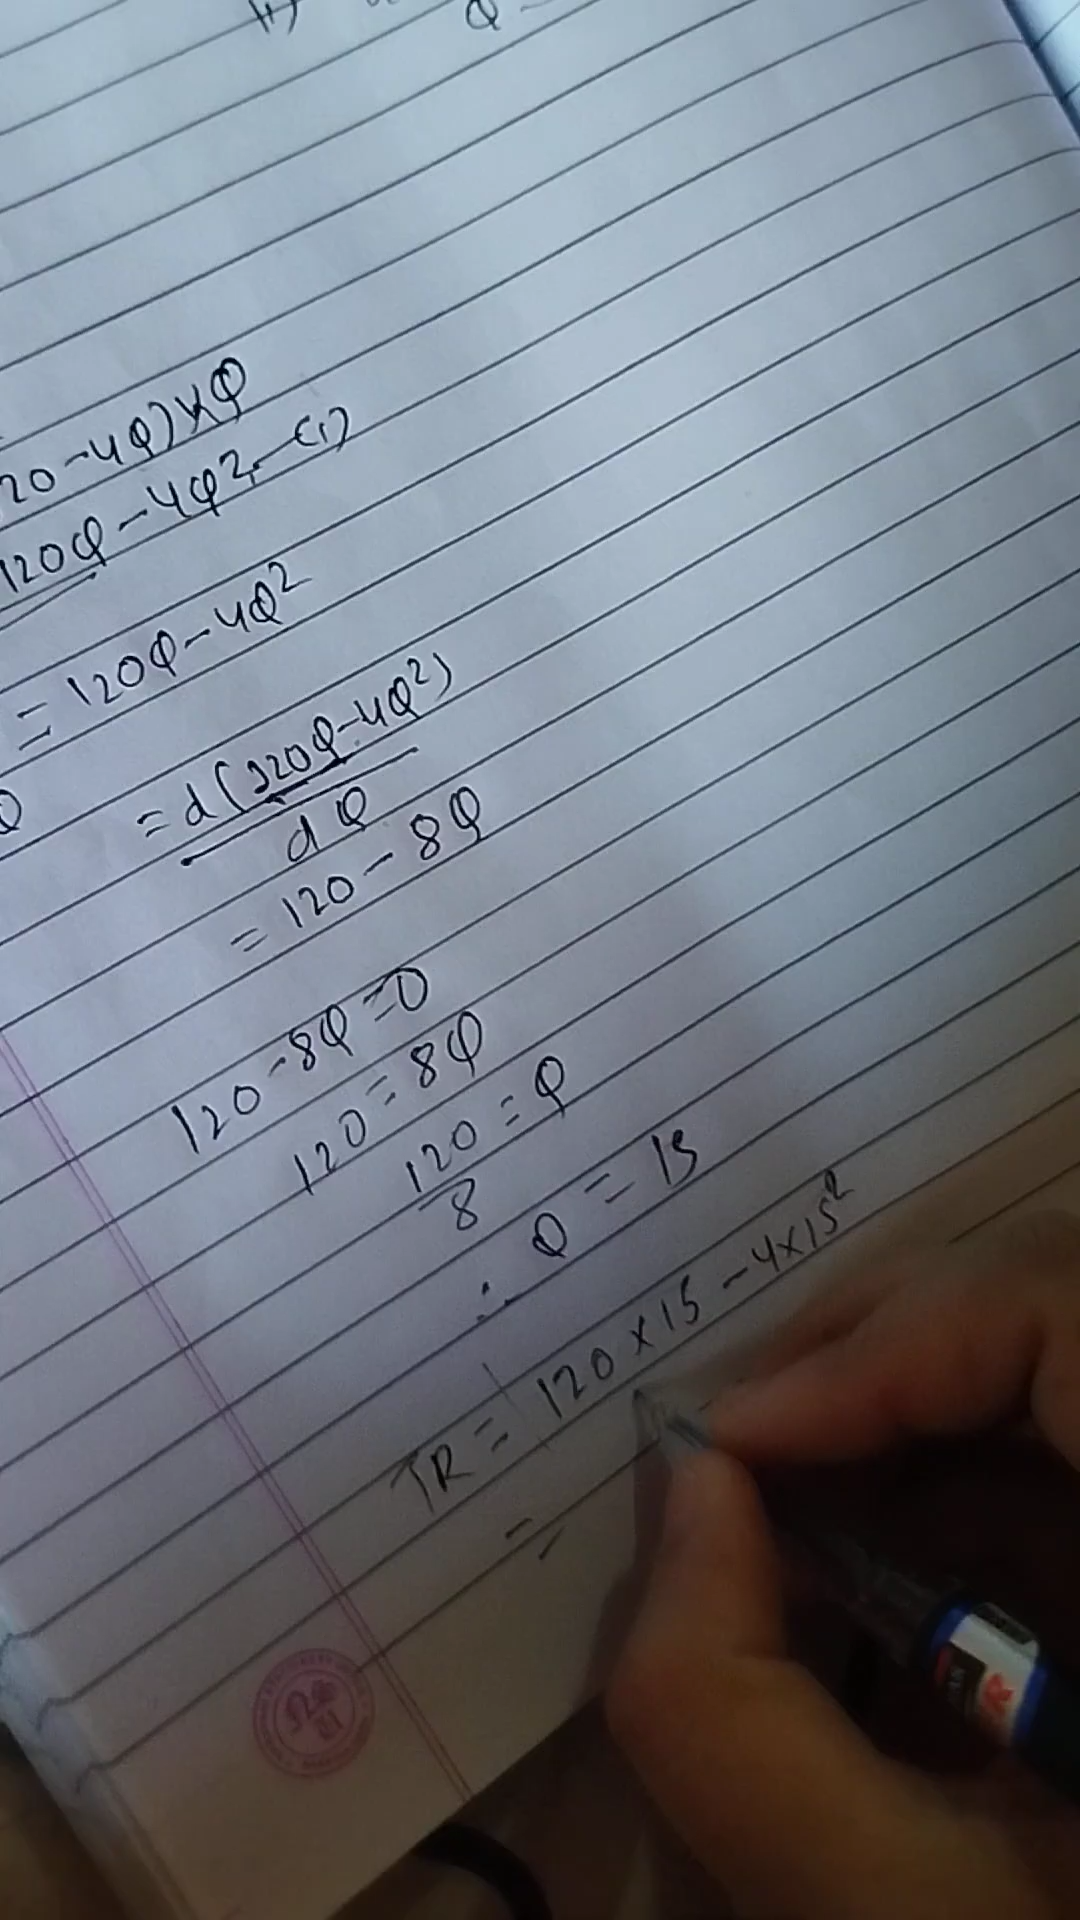 20-4Q)×Q
120Q-4Q²-(1)
=120Q-4Q²
Q =d(120Q-4Q²)
dQ
=120-8Q
120-8Q=0
120=8Q
120=Q
8
∴ Q=15
TR=120×15-4×15²
=